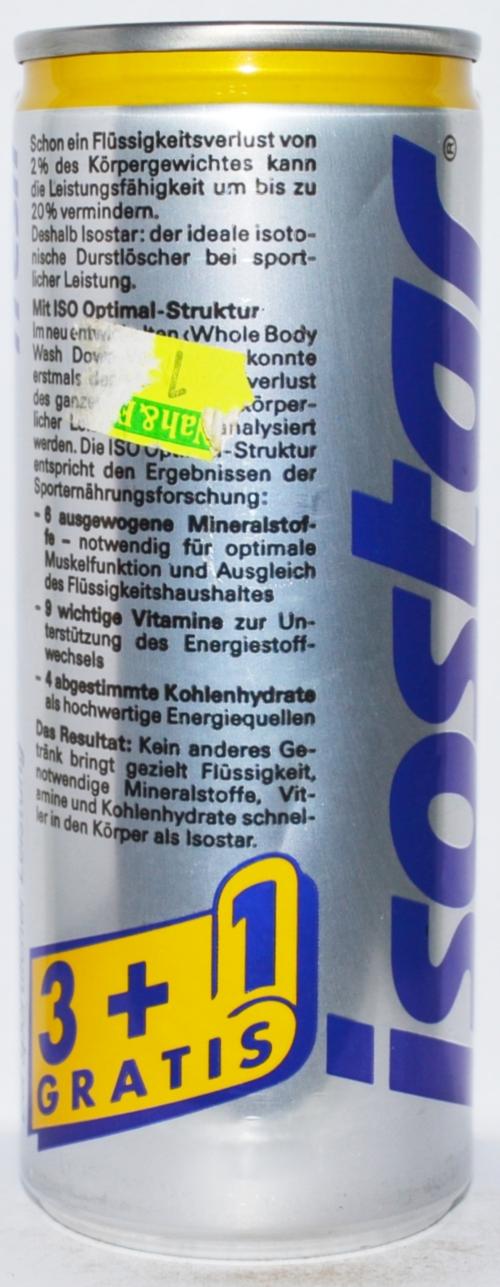 Schon ein Flüssigkeitsverlust von
2% des Körpergewichtes kann
die Leistungsfähigkeit um bis zu
20% vermindern.
Deshalb Isostar: der ideale isoto-
nische Durstlöscher bei sport-
licher Leistung.
Mit ISO Optimal-Struktur
Im neu ‹Whole Body
Wash konnte
erstmals verlust
des
licher analysiert
werden. Die ISO -Struktur
entspricht den Ergebnissen der
Sporternährungsforschung:
- 6 ausgewogene Mineralstof-
fe – notwendig für optimale
Muskelfunktion und Ausgleich
des Flüssigkeitshaushaltes
- 9 wichtige Vitamine zur Un-
terstützung des Energiestoff-
wechsels
- 4 abgestimmte Kohlenhydrate
als hochwertige Energiequellen
Das Resultat: Kein anderes Ge-
tränk bringt gezielt Flüssigkeit,
notwendige Mineralstoffe, Vit-
amine und Kohlenhydrate schnel-
ler in den Körper als Isostar.
3 + 1
GRATIS
isostar®